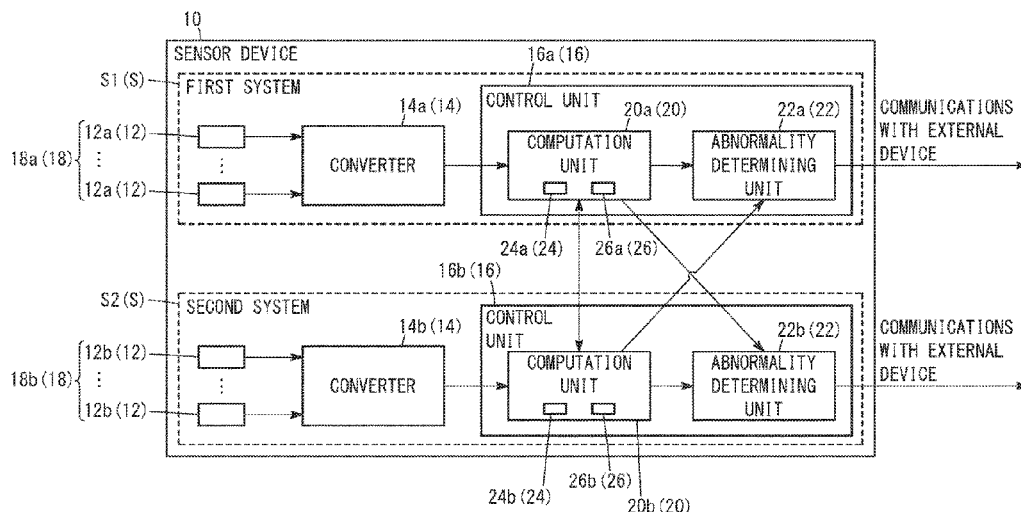 10
SENSOR DEVICE
16a(16)
S1(S)
FIRST SYSTEM
14a(14)
CONTROL UNIT
20a(20)
22a(22)
COMMUNICATIONS
WITH EXTERNAL
DEVICE
18a(18)
12a(12)
⋮
12a(12)
⋮
CONVERTER
COMPUTATION
UNIT
ABNORMALITY
DETERMINING
UNIT
24a(24)
26a(26)
16b(16)
S2(S)
SECOND SYSTEM
14b(14)
CONTROL
UNIT
22b(22)
COMMUNICATIONS
WITH EXTERNAL
DEVICE
18b(18)
12b(12)
⋮
12b(12)
⋮
CONVERTER
COMPUTATION
UNIT
ABNORMALITY
DETERMINING
UNIT
24b(24)
26b(26)
20b(20)